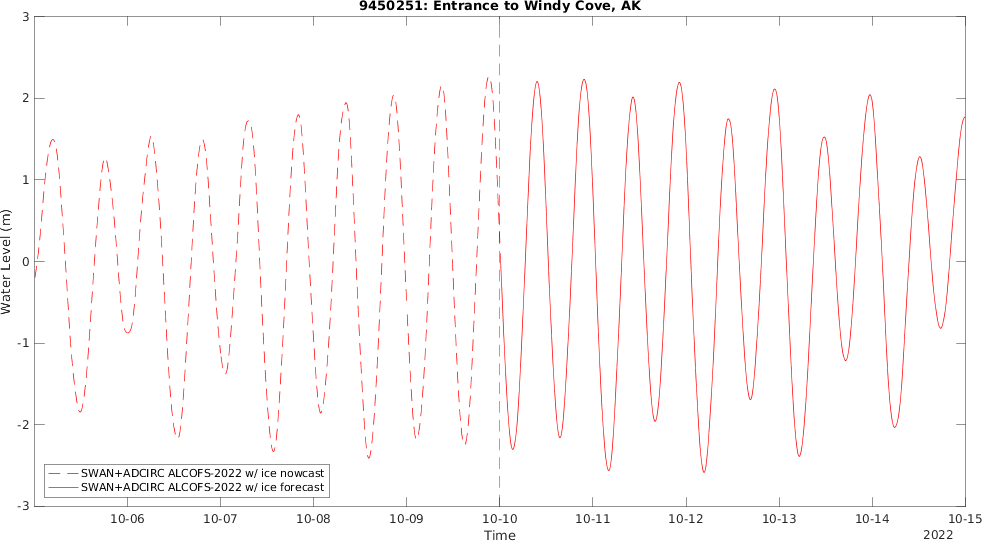 9450251: Entrance to Windy Cove, AK
3
2
1
0
-1
-2
-3
Water Level (m)
SWAN+ADCIRC ALCOFS-2022 w/ ice nowcast
SWAN+ADCIRC ALCOFS-2022 w/ ice forecast
10-06 10-07 10-08 10-09 10-10 10-11 10-12 10-13 10-14 10-15
Time
2022